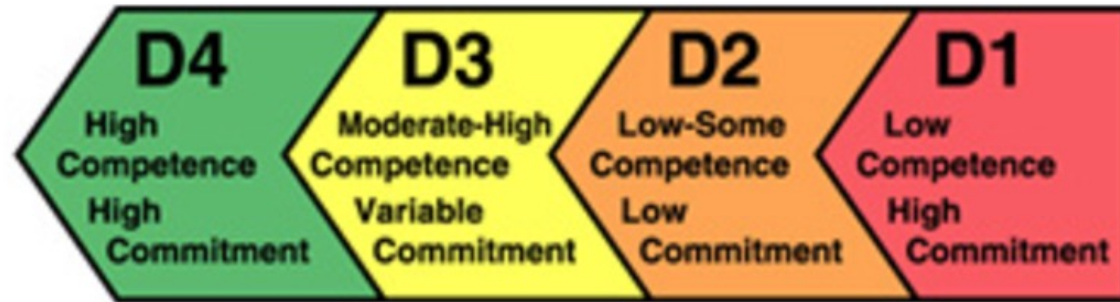 D4
High
Competence
High
Commitment
D3
Moderate-High
Competence
Variable
Commitment
D2
Low-Some
Competence
Low
Commitment
D1
Low
Competence
High
Commitment